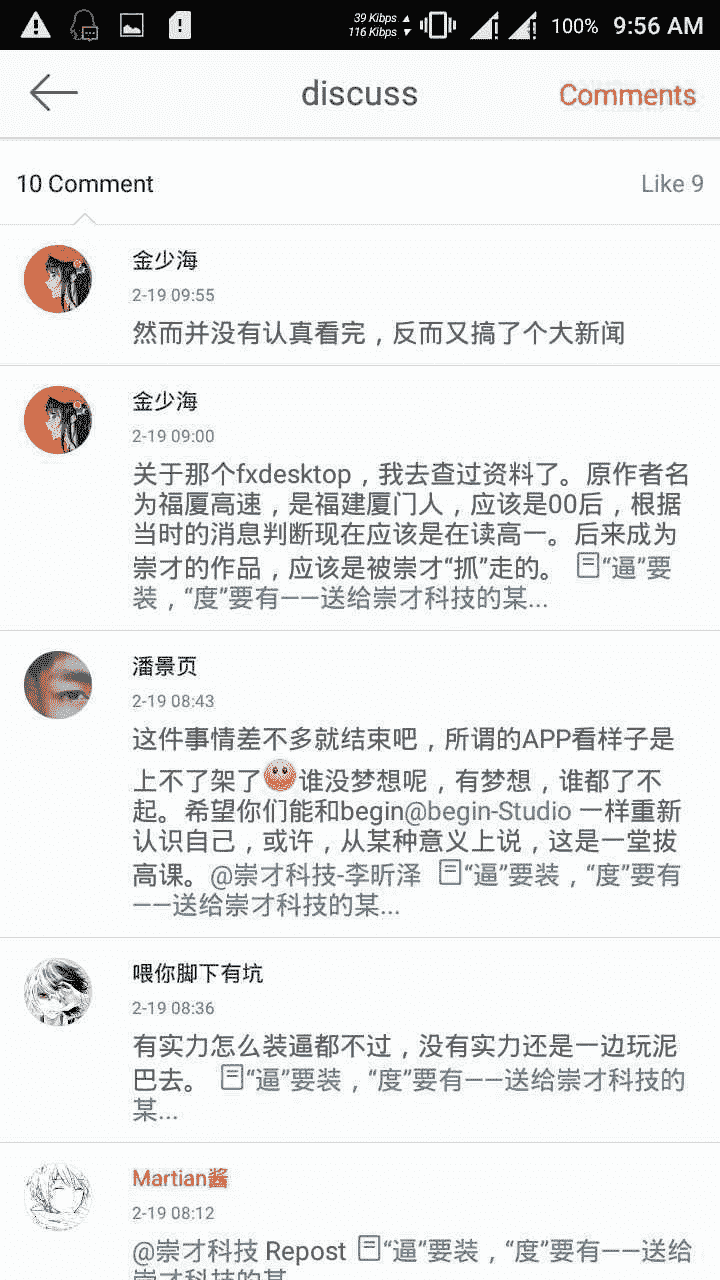 39 Kibps
116 Kibps
100% 9:56 AM
discuss
Comments
10 Comment
Like 9
金少海
2-19 09:55
然而并没有认真看完，反而又搞了个大新闻
金少海
2-19 09:00
关于那个fxdesktop，我去查过资料了。原作者名
为福厦高速，是福建厦门人，应该是00后，根据
当时的消息判断现在应该是在读高一。后来成为
崇才的作品，应该是被崇才“抓”走的。 “逼”要
装，“度”要有——送给崇才科技的某...
潘景页
2-19 08:43
这件事情差不多就结束吧，所谓的APP看样子是
上不了架了谁没梦想呢，有梦想，谁都了不
起。希望你们能和begin@begin-Studio 一样重新
认识自己，或许，从某种意义上说，这是一堂拔
高课。@崇才科技-李昕泽 “逼”要装，“度”要有
——送给崇才科技的某...
喂你脚下有坑
2-19 08:36
有实力怎么装逼都不过，没有实力还是一边玩泥
巴去。 “逼”要装，“度”要有——送给崇才科技的
某...
Martian酱
2-19 08:12
@崇才科技 Repost “逼”要装，“度”要有——送给
崇才科技的某